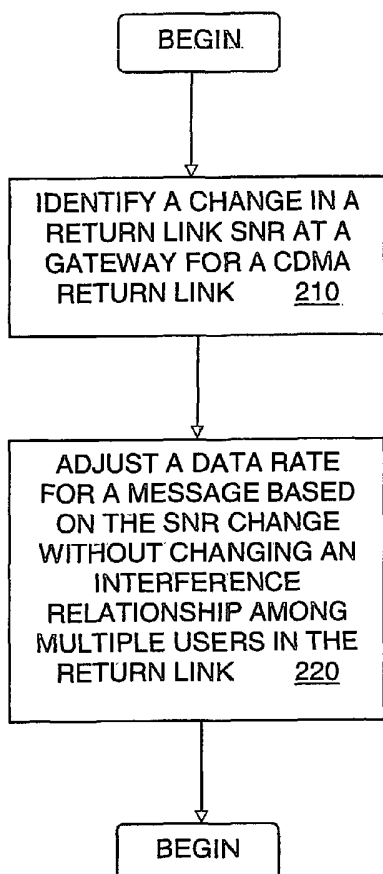 BEGIN
IDENTIFY A CHANGE IN A
RETURN LINK SNR AT A
GATEWAY FOR A CDMA
RETURN LINK 210
ADJUST A DATA RATE
FOR A MESSAGE BASED
ON THE SNR CHANGE
WITHOUT CHANGING AN
INTERFERENCE
RELATIONSHIP AMONG
MULTIPLE USERS IN THE
RETURN LINK 220
BEGIN